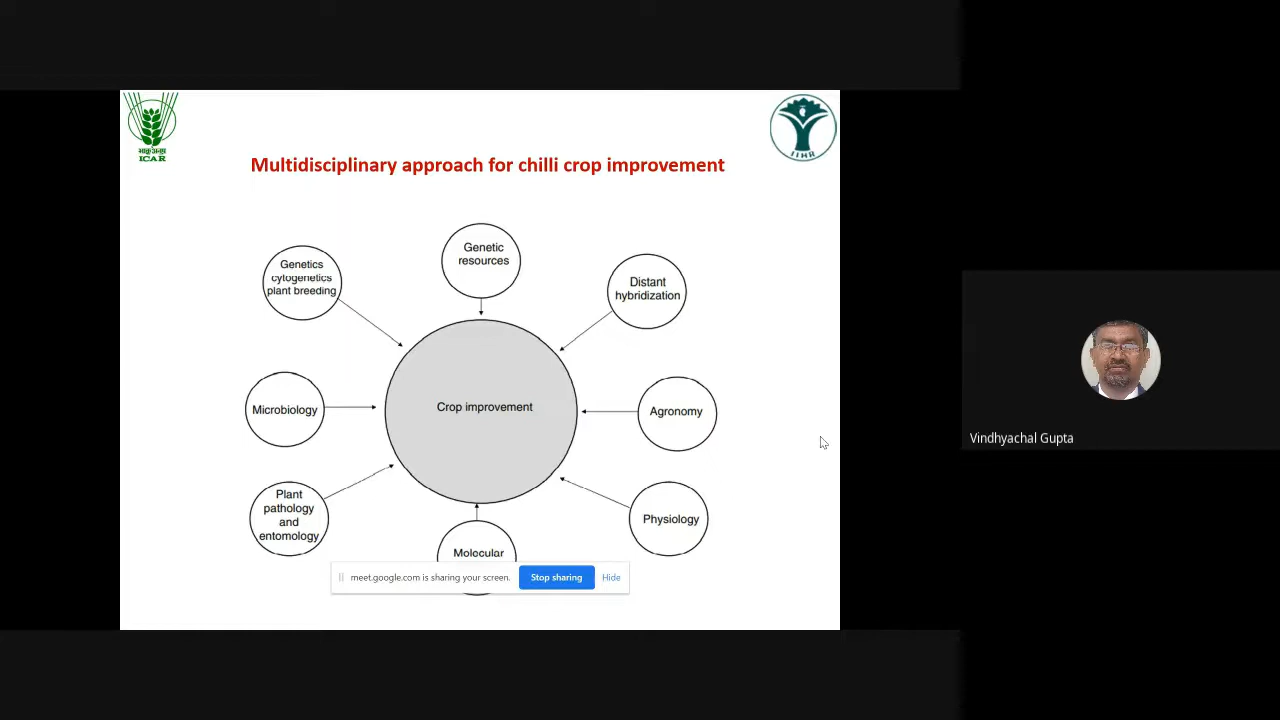 भाकृअनुप
ICAR
IIHR
Multidisciplinary approach for chilli crop improvement
Genetic
resources
Genetics
cytogenetics
plant breeding
Distant
hybridization
Microbiology
Crop improvement
Agronomy
Plant
pathology
and
entomology
Physiology
Molecular
meet.google.com is sharing your screen.
Stop sharing
Hide
Vindhyachal Gupta